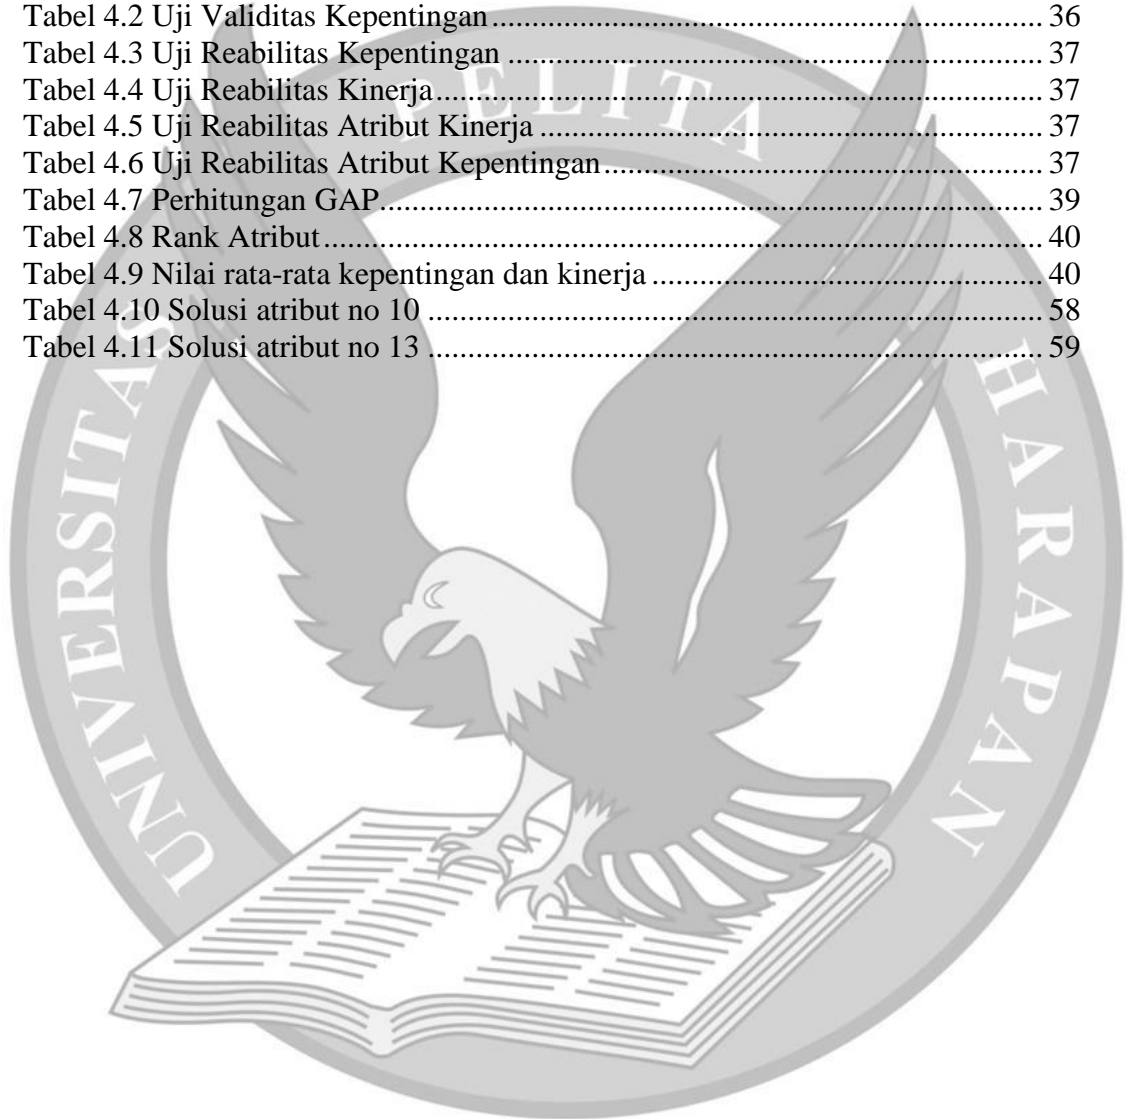 Tabel 4.2 Uji Validitas Kepentingan.................................................................... 36
Tabel 4.3 Uji Reabilitas Kepentingan .................................................................. 37
Tabel 4.4 Uji Reabilitas Kinerja........................................................................... 37
Tabel 4.5 Uji Reabilitas Atribut Kinerja .............................................................. 37
Tabel 4.6 Uji Reabilitas Atribut Kepentingan...................................................... 37
Tabel 4.7 Perhitungan GAP.................................................................................. 39
Tabel 4.8 Rank Atribut......................................................................................... 40
Tabel 4.9 Nilai rata-rata kepentingan dan kinerja ................................................ 40
Tabel 4.10 Solusi atribut no 10 ............................................................................ 58
Tabel 4.11 Solusi atribut no 13 ............................................................................ 59
UNIVERSITAS PELITA HARAPAN